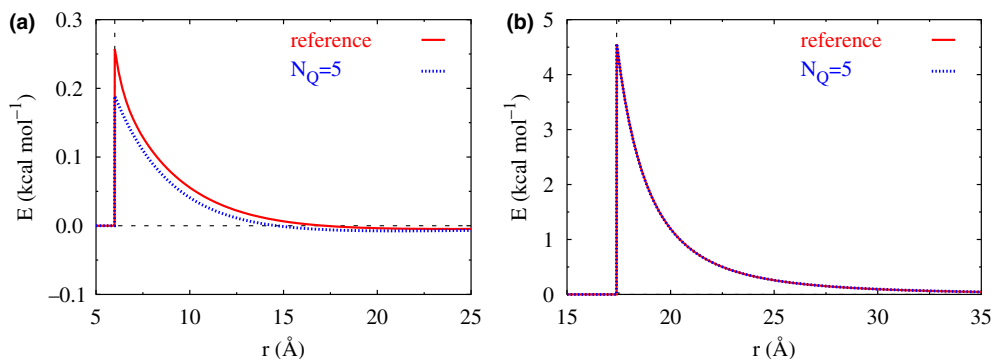 (a)
E (kcal mol⁻¹)
0.3
0.2
0.1
0.0
−0.1
reference
N_Q=5
5 10 15 20 25
r (Å)
(b)
E (kcal mol⁻¹)
5
4
3
2
1
0
reference
N_Q=5
15 20 25 30 35
r (Å)